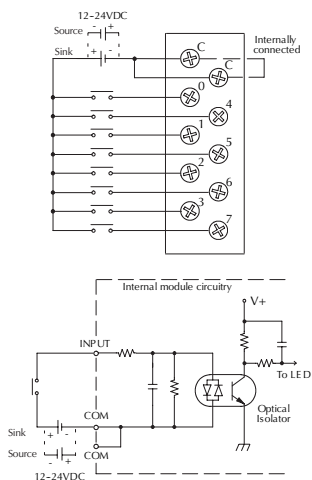 12–24VDC
Source
- +
Sink
+ -
C
Internally
connected
C
0
4
1
5
2
6
3
7
Internal module circuitry
V+
INPUT
To LED
Optical
Isolator
COM
Sink
+ -
Source
- +
COM
12–24VDC